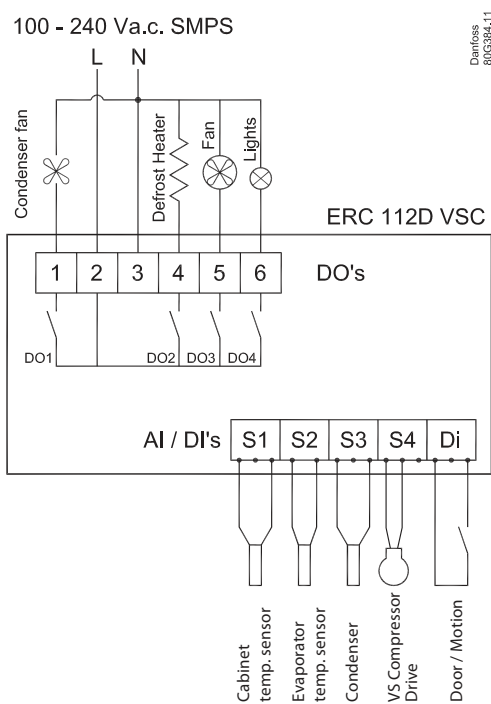 100 - 240 Va.c. SMPS
Danfoss
80G384.11
L N
Condenser fan
Defrost Heater
Fan
Lights
ERC 112D VSC
1 2 3 4 5 6 DO's
DO1 DO2 DO3 DO4
AI / DI's S1 S2 S3 S4 Di
Cabinet
temp. sensor
Evaporator
temp. sensor
Condenser
VS Compressor
Drive
Door / Motion